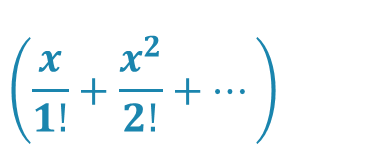 (x/1! + x²/2! + ⋯)